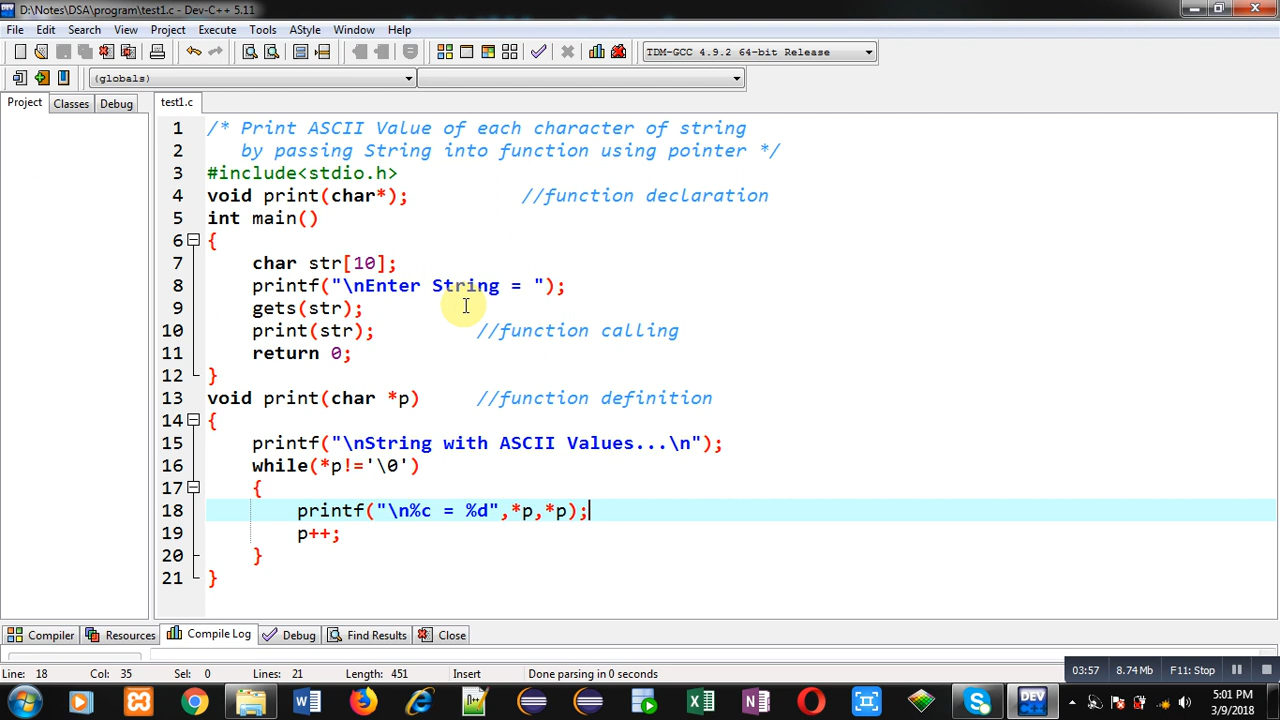 D:\Notes\DSA\program\test1.c - Dev-C++ 5.11
File Edit Search View Project Execute Tools AStyle Window Help
TDM-GCC 4.9.2 64-bit Release
(globals)
Project Classes Debug test1.c
1 /* Print ASCII Value of each character of string
2 by passing String into function using pointer */
3 #include<stdio.h>
4 void print(char*); //function declaration
5 int main()
6 {
7 char str[10];
8 printf("\nEnter String = ");
9 gets(str);
10 print(str); //function calling
11 return 0;
12 }
13 void print(char *p) //function definition
14 {
15 printf("\nString with ASCII Values...\n");
16 while(*p!='\0')
17 {
18 printf("\n%c = %d",*p,*p);
19 p++;
20 }
21 }
Compiler Resources Compile Log Debug Find Results Close
Line: 18 Col: 35 Sel: 0 Lines: 21 Length: 451 Insert Done parsing in 0 seconds
03:57 8.74 Mb F11: Stop
5:01 PM
3/9/2018